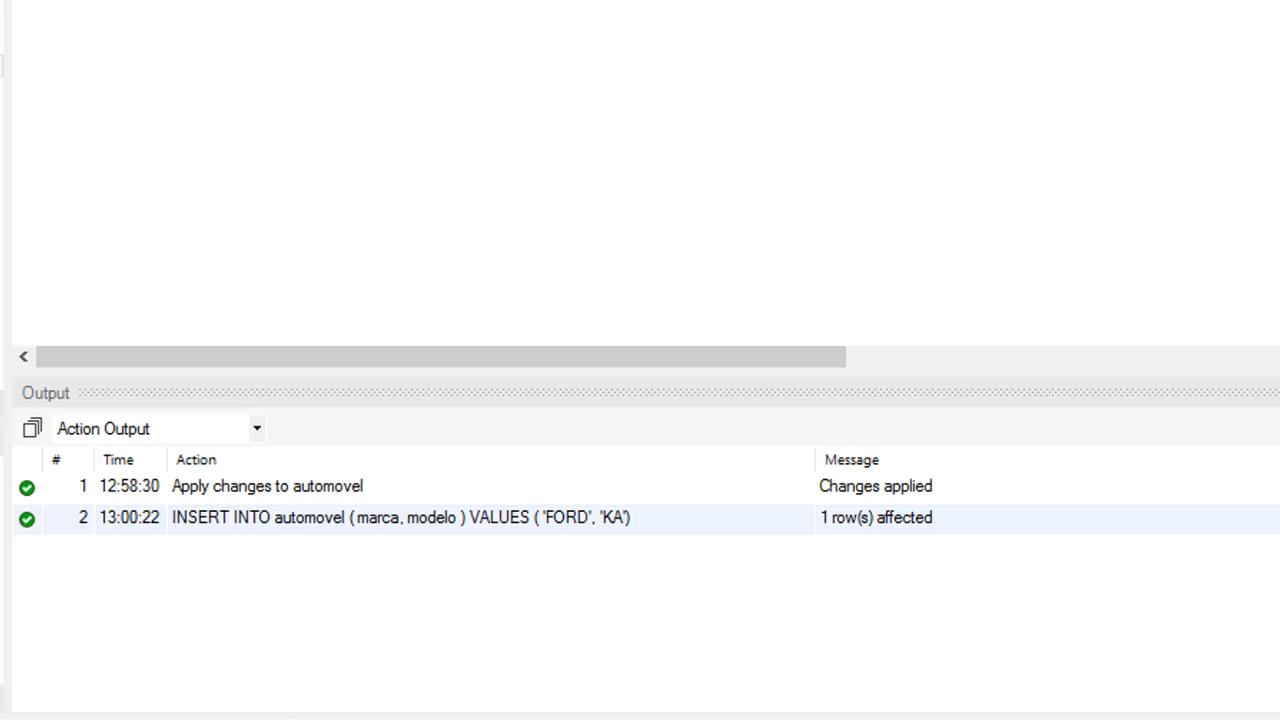 Output
Action Output
# Time Action Message
1 12:58:30 Apply changes to automovel Changes applied
2 13:00:22 INSERT INTO automovel ( marca, modelo ) VALUES ( 'FORD', 'KA') 1 row(s) affected